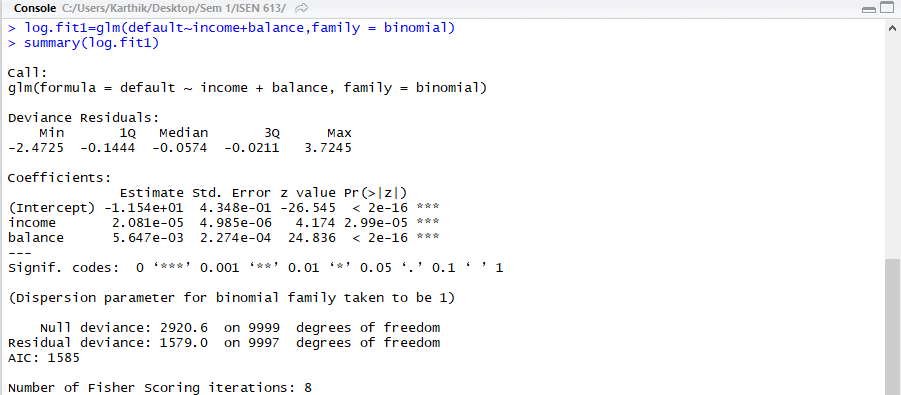 Console C:/Users/Karthik/Desktop/Sem 1/ISEN 613/
> log.fit1=glm(default~income+balance,family = binomial)
> summary(log.fit1)
Call:
glm(formula = default ~ income + balance, family = binomial)
Deviance Residuals:
    Min       1Q   Median       3Q      Max
-2.4725  -0.1444  -0.0574  -0.0211   3.7245
Coefficients:
              Estimate Std. Error z value Pr(>|z|)
(Intercept) -1.154e+01  4.348e-01 -26.545  < 2e-16 ***
income       2.081e-05  4.985e-06   4.174 2.99e-05 ***
balance      5.647e-03  2.274e-04  24.836  < 2e-16 ***
---
Signif. codes:  0 ‘***’ 0.001 ‘**’ 0.01 ‘*’ 0.05 ‘.’ 0.1 ‘ ’ 1
(Dispersion parameter for binomial family taken to be 1)
    Null deviance: 2920.6  on 9999  degrees of freedom
Residual deviance: 1579.0  on 9997  degrees of freedom
AIC: 1585
Number of Fisher Scoring iterations: 8